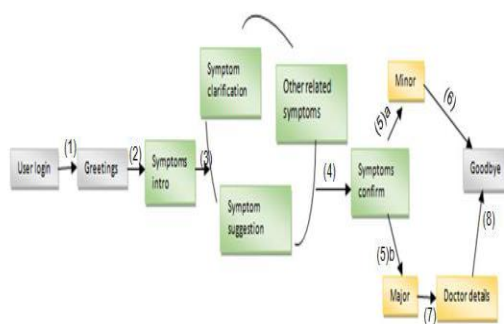 User login
(1)
Greetings
(2)
Symptoms
intro
(3)
Symptom
clarification
Other related
symptoms
Symptom
suggestion
(4)
Symptoms
confirm
(5)a
Minor
(6)
Goodbye
(5)b
Major
(7)
Doctor details
(8)